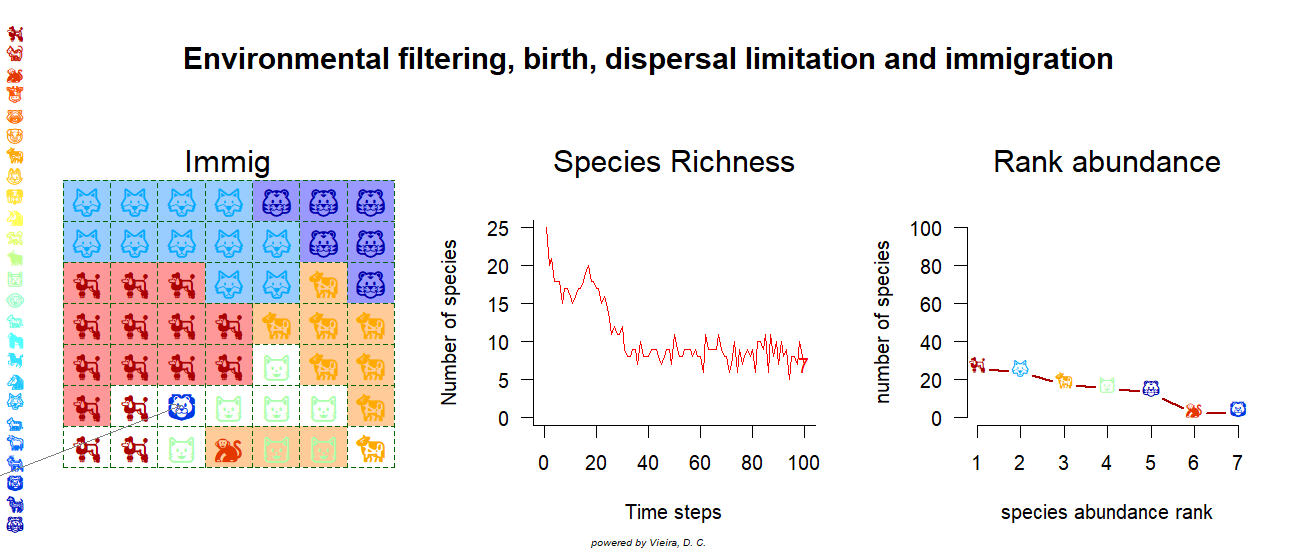 Environmental filtering, birth, dispersal limitation and immigration
Immig
Species Richness
Number of species
25
20
15
10
5
0
7
0 20 40 60 80 100
Time steps
Rank abundance
number of species
100
80
60
40
20
0
1 2 3 4 5 6 7
species abundance rank
powered by Vieira, D. C.